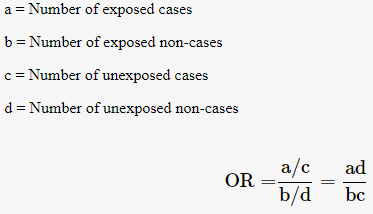 a = Number of exposed cases
b = Number of exposed non-cases
c = Number of unexposed cases
d = Number of unexposed non-cases
OR = a/c / b/d = ad / bc